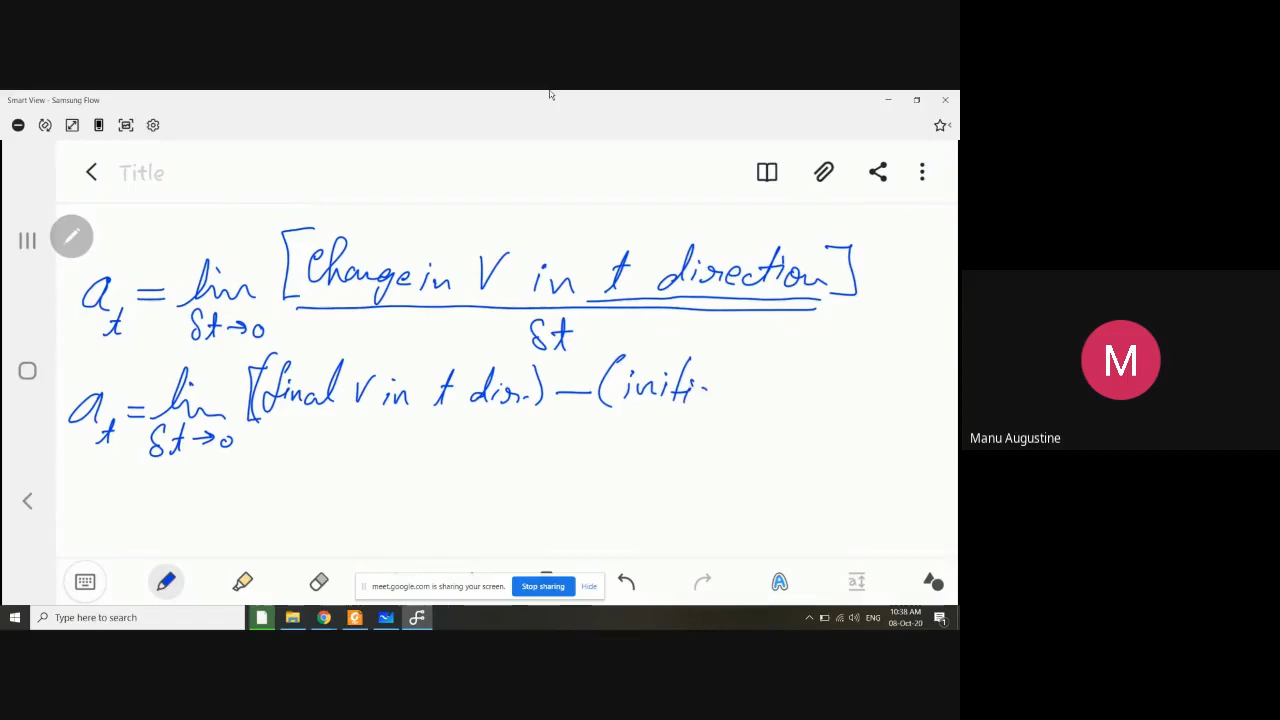 Smart View - Samsung Flow
Title
a_t = lim δt→0 [Change in V in t direction] / δt
a_t = lim δt→0 [(final V in t dir.) — (initi
M
Manu Augustine
meet.google.com is sharing your screen. Stop sharing Hide
Type here to search
ENG
10:38 AM
08-Oct-20